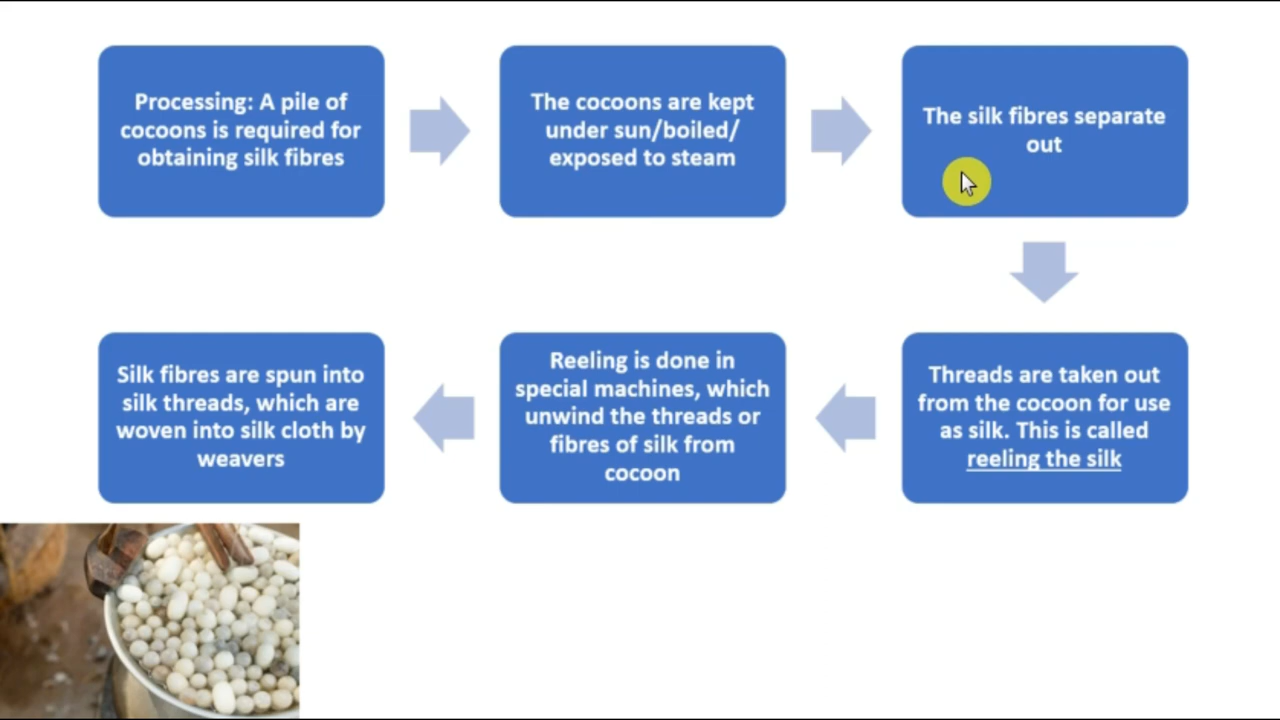 Processing: A pile of
cocoons is required for
obtaining silk fibres
The cocoons are kept
under sun/boiled/
exposed to steam
The silk fibres separate
out
Threads are taken out
from the cocoon for use
as silk. This is called
reeling the silk
Reeling is done in
special machines, which
unwind the threads or
fibres of silk from
cocoon
Silk fibres are spun into
silk threads, which are
woven into silk cloth by
weavers